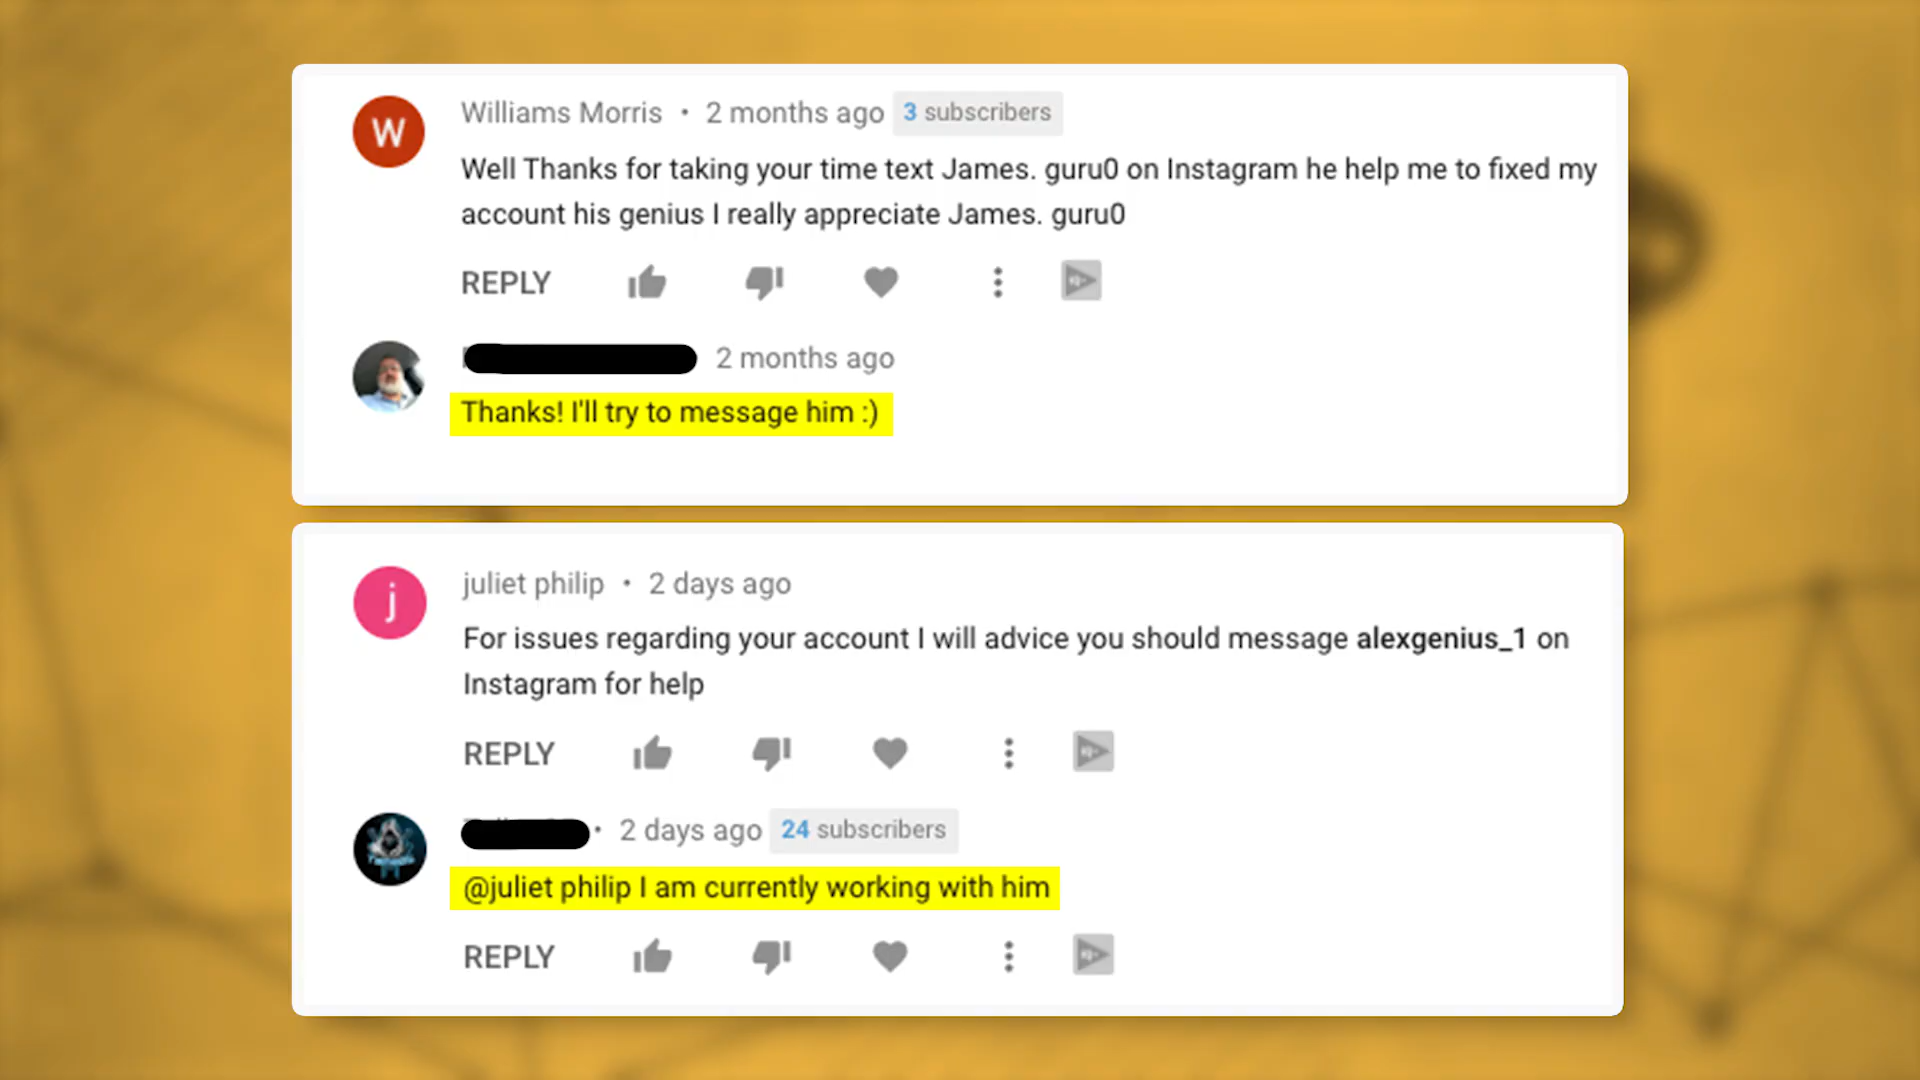 W
Williams Morris • 2 months ago 3 subscribers
Well Thanks for taking your time text James. guru0 on Instagram he help me to fixed my
account his genius I really appreciate James. guru0
REPLY
2 months ago
Thanks! I'll try to message him :)
j
juliet philip • 2 days ago
For issues regarding your account I will advice you should message alexgenius_1 on
Instagram for help
REPLY
• 2 days ago 24 subscribers
@juliet philip I am currently working with him
REPLY